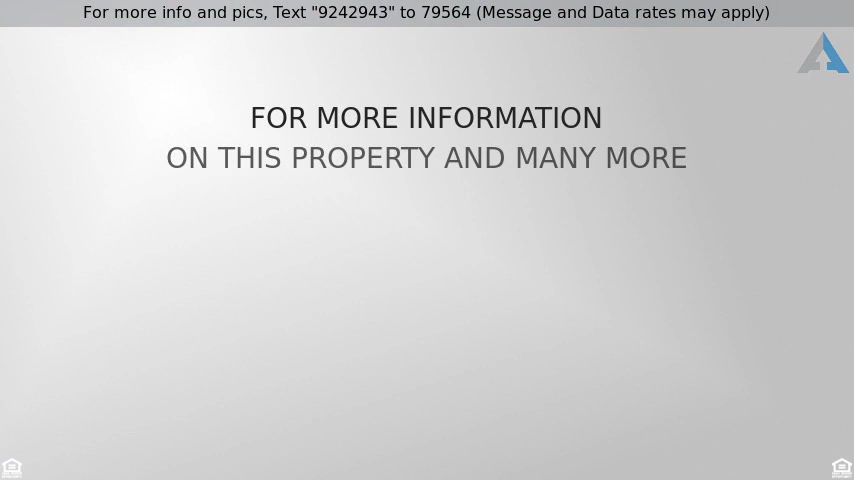 For more info and pics, Text "9242943" to 79564 (Message and Data rates may apply)
FOR MORE INFORMATION
ON THIS PROPERTY AND MANY MORE